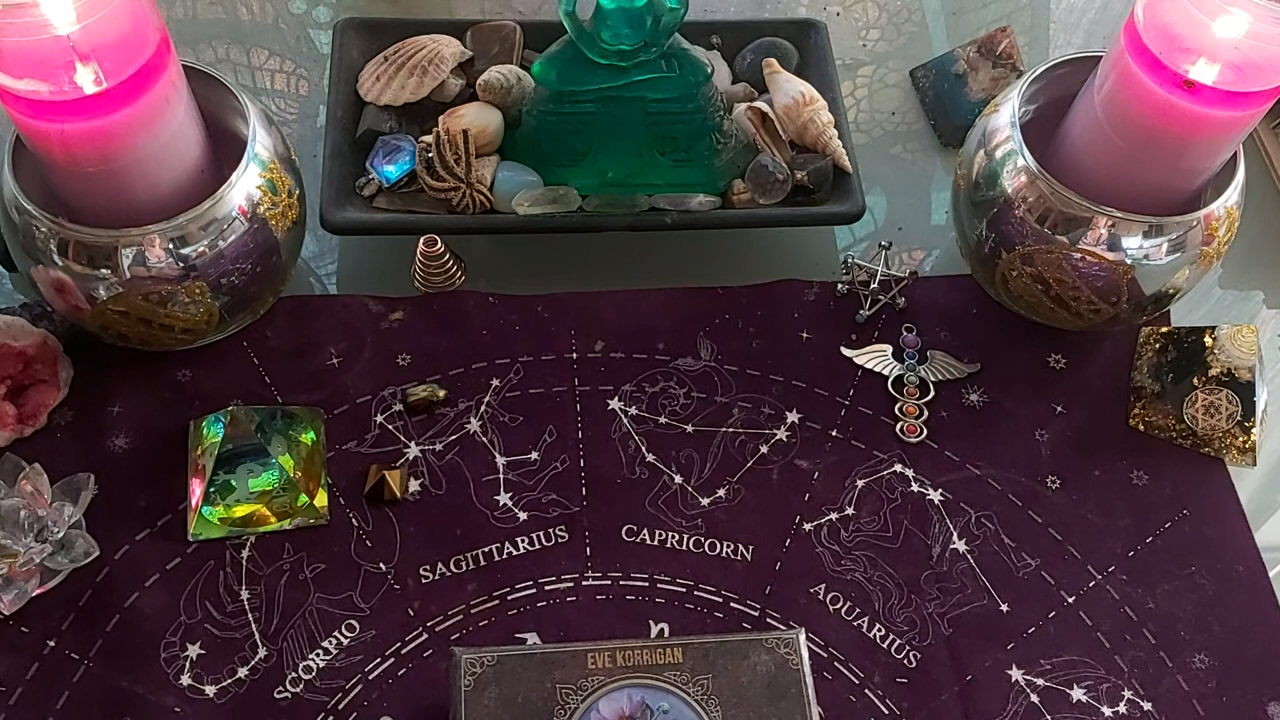 SAGITTARIUS
CAPRICORN
AQUARIUS
SCORPIO
EVE KORRIGAN